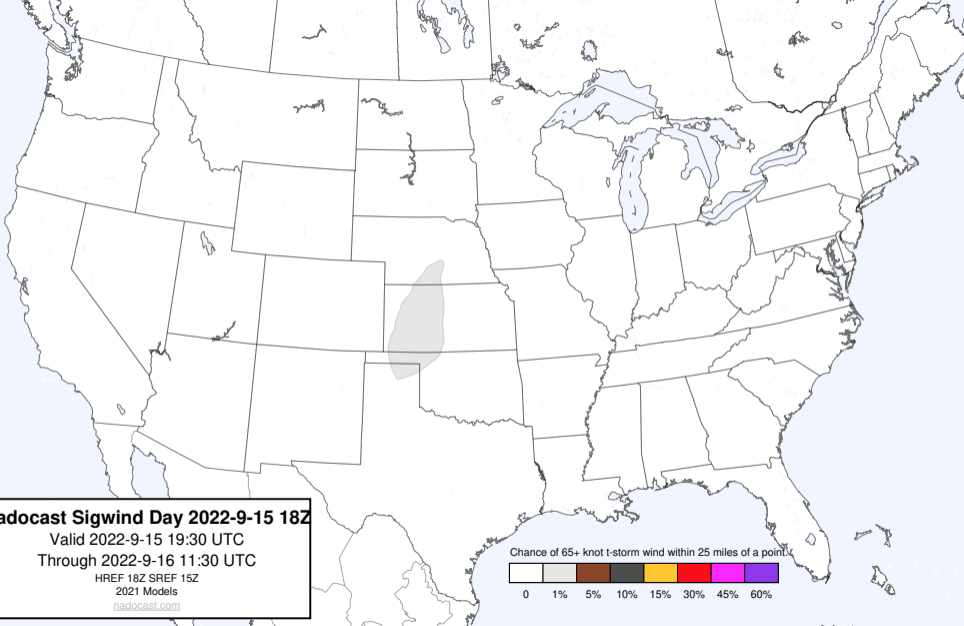 adocast Sigwind Day 2022-9-15 18Z
Valid 2022-9-15 19:30 UTC
Through 2022-9-16 11:30 UTC
HREF 18Z SREF 15Z
2021 Models
nadocast.com
Chance of 65+ knot t-storm wind within 25 miles of a point.
0 1% 5% 10% 15% 30% 45% 60%